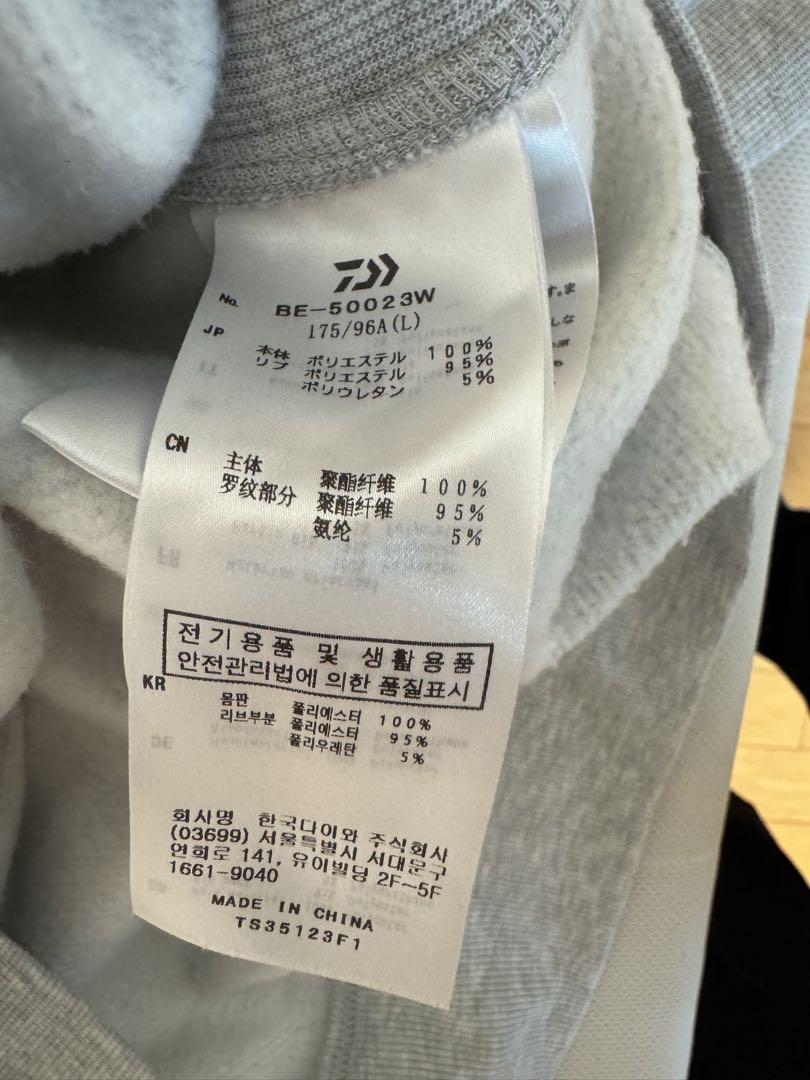 No. BE-50023W
JP 175/96A(L)
本体 ポリエステル 100%
リブ ポリエステル 95%
ポリウレタン 5%
CN
主体 聚酯纤维 100%
罗纹部分 聚酯纤维 95%
氨纶 5%
전기용품 및 생활용품
안전관리법에 의한 품질표시
KR
몸판 폴리에스터 100%
리브부분 폴리에스터 95%
폴리우레탄 5%
회사명 한국다이와 주식회사
(03699) 서울특별시 서대문구
연희로 141, 유이빌딩 2F~5F
1661-9040
MADE IN CHINA
TS35123F1